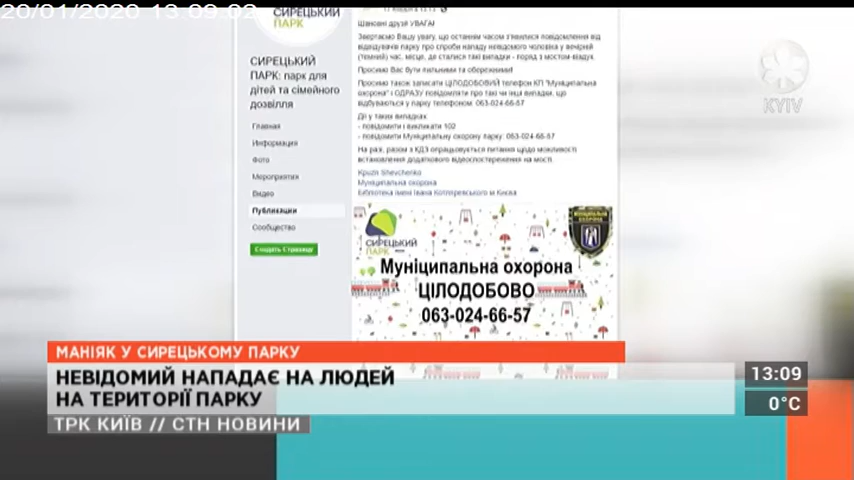 20/01/2020 13:09:02
СИРЕЦЬКИЙ
ПАРК
KYIV
СИРЕЦЬКИЙ
ПАРК: парк для
дітей та сімейного
дозвілля
Главная
Информация
Фото
Мероприятия
Видео
Публикации
Сообщество
Создать Страницу
Шановні друзі УВАГА!
Звертаємо Вашу увагу, що останнім часом з'явилися повідомлення від
відвідувачів парку про спроби нападу невідомого чоловіка у вечірній
(темний) час, місце, де сталися такі випадки - поряд з мостом-віадук.
Просимо Вас бути пильними та обережними!
Просимо також записати ЦІЛОДОБОВИЙ телефон КП "Муніципальна
охорона" і ОДРАЗУ повідомляти про такі чи інші випадки, що
відбуваються у парку телефоном: 063-024-66-57
Дії у таких випадках:
- повідомити і викликати 102
- повідомити Муніципальну охорону парку: 063-024-66-57
На разі, разом з КДЗ опрацьовується питання щодо можливості
встановлення додаткового відеоспостереження на мості.
Shevchenko
Муніципальна охорона
Бібліотека імені Івана Котляревського м Києва
СИРЕЦЬКИЙ
ПАРК
Муніципальна охорона
ЦІЛОДОБОВО
063-024-66-57
МАНІЯК У СИРЕЦЬКОМУ ПАРКУ
НЕВІДОМИЙ НАПАДАЄ НА ЛЮДЕЙ
НА ТЕРИТОРІЇ ПАРКУ
ТРК КИЇВ // СТН НОВИНИ
13:09
0°C